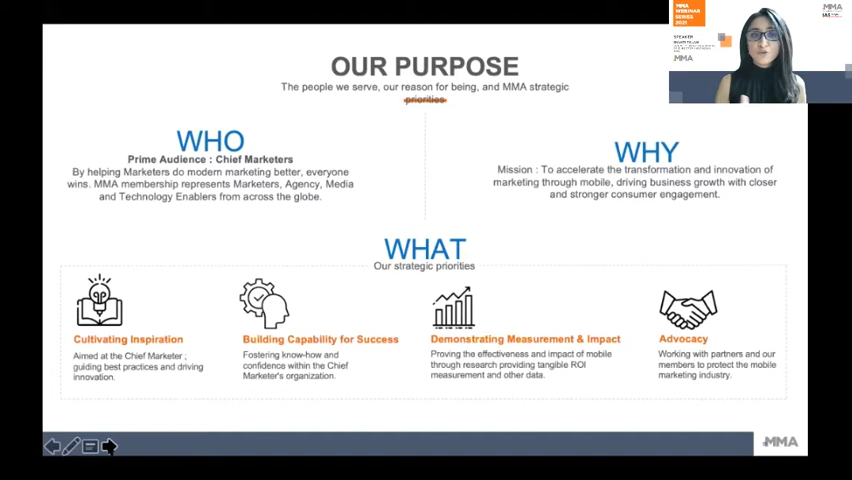 OUR PURPOSE
The people we serve, our reason for being, and MMA strategic
priorities
WHO
Prime Audience : Chief Marketers
By helping Marketers do modern marketing better, everyone
wins. MMA membership represents Marketers, Agency, Media
and Technology Enablers from across the globe.
WHY
Mission : To accelerate the transformation and innovation of
marketing through mobile, driving business growth with closer
and stronger consumer engagement.
WHAT
Our strategic priorities
Cultivating Inspiration
Aimed at the Chief Marketer ;
guiding best practices and driving
innovation.
Building Capability for Success
Fostering know-how and
confidence within the Chief
Marketer's organization.
Demonstrating Measurement & Impact
Proving the effectiveness and impact of mobile
through research providing tangible ROI
measurement and other data.
Advocacy
Working with partners and our
members to protect the mobile
marketing industry.
MMA
MMA
WEBINAR
SERIES
2021
SPEAKER
MMA
MMA
IAS